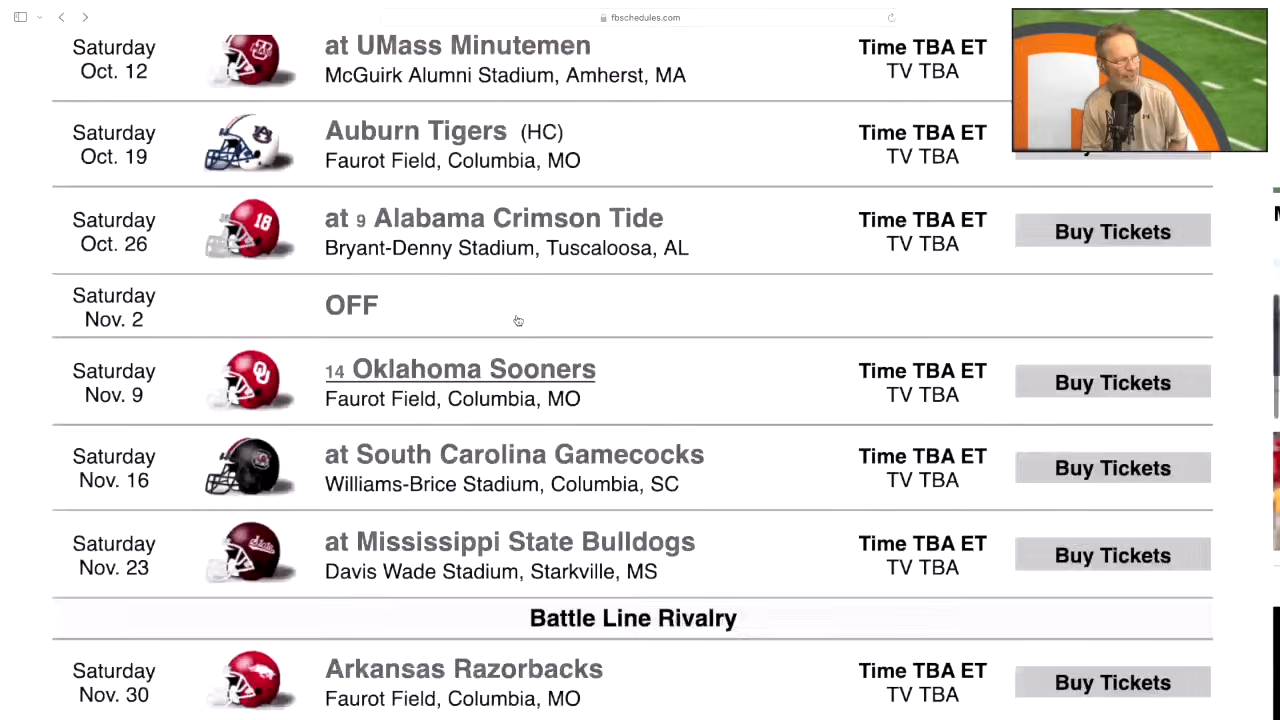 fbschedules.com
Saturday
Oct. 12
at UMass Minutemen
McGuirk Alumni Stadium, Amherst, MA
Time TBA ET
TV TBA
Saturday
Oct. 19
Auburn Tigers (HC)
Faurot Field, Columbia, MO
Time TBA ET
TV TBA
Saturday
Oct. 26
18
at 9 Alabama Crimson Tide
Bryant-Denny Stadium, Tuscaloosa, AL
Time TBA ET
TV TBA
Buy Tickets
Saturday
Nov. 2
OFF
Saturday
Nov. 9
14 Oklahoma Sooners
Faurot Field, Columbia, MO
Time TBA ET
TV TBA
Buy Tickets
Saturday
Nov. 16
at South Carolina Gamecocks
Williams-Brice Stadium, Columbia, SC
Time TBA ET
TV TBA
Buy Tickets
Saturday
Nov. 23
State
at Mississippi State Bulldogs
Davis Wade Stadium, Starkville, MS
Time TBA ET
TV TBA
Buy Tickets
Battle Line Rivalry
Saturday
Nov. 30
Arkansas Razorbacks
Faurot Field, Columbia, MO
Time TBA ET
TV TBA
Buy Tickets